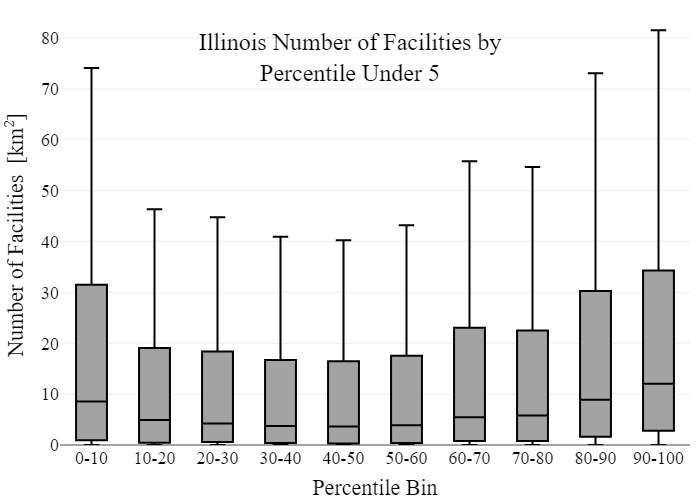 Illinois Number of Facilities by
Percentile Under 5
Number of Facilities [km²]
80
70
60
50
40
30
20
10
0
0-10 10-20 20-30 30-40 40-50 50-60 60-70 70-80 80-90 90-100
Percentile Bin